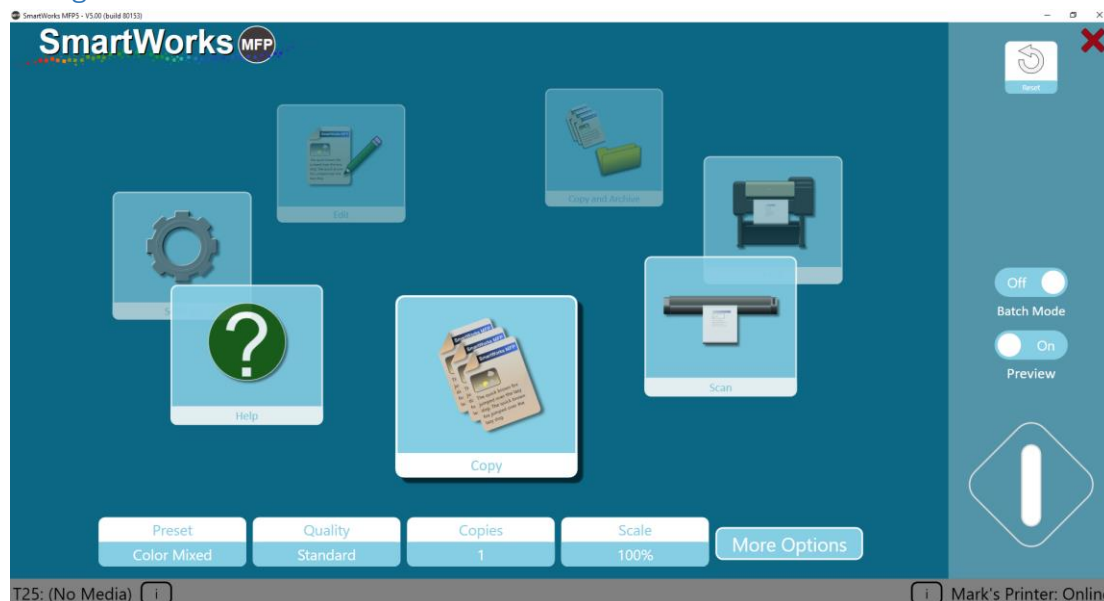 SmartWorks MFP5 - V5.00 (build 80153)
SmartWorks MFP
Reset
Edit
Copy and Archive
Help
Scan
Copy
Off
Batch Mode
On
Preview
Preset
Quality
Copies
Scale
Color Mixed
Standard
1
100%
More Options
T25: (No Media) i
i Mark's Printer: Online